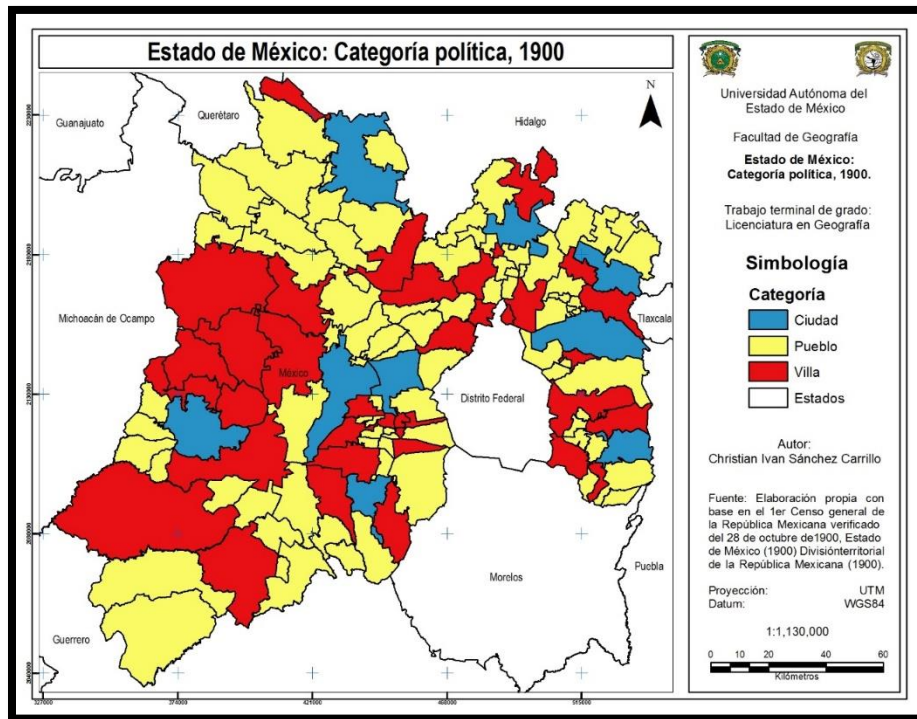 Estado de México: Categoría política, 1900
N
Guanajuato
Querétaro
Hidalgo
Michoacán de Ocampo
México
Tlaxcala
Distrito Federal
Morelos
Puebla
Guerrero
327000
374000
421000
468000
515000
Universidad Autónoma del
Estado de México
Facultad de Geografía
Estado de México:
Categoría política, 1900.
Trabajo terminal de grado:
Licenciatura en Geografía
Simbología
Categoría
Ciudad
Pueblo
Villa
Estados
Autor:
Christian Ivan Sánchez Carrillo
Fuente: Elaboración propia con
base en el 1er Censo general de
la República Mexicana verificado
del 28 de octubre de1900, Estado
de México (1900) Divisiónterritorial
de la República Mexicana (1900).
Proyección: UTM
Datum: WGS84
1:1,130,000
0 10 20 40 60
Kilómetros